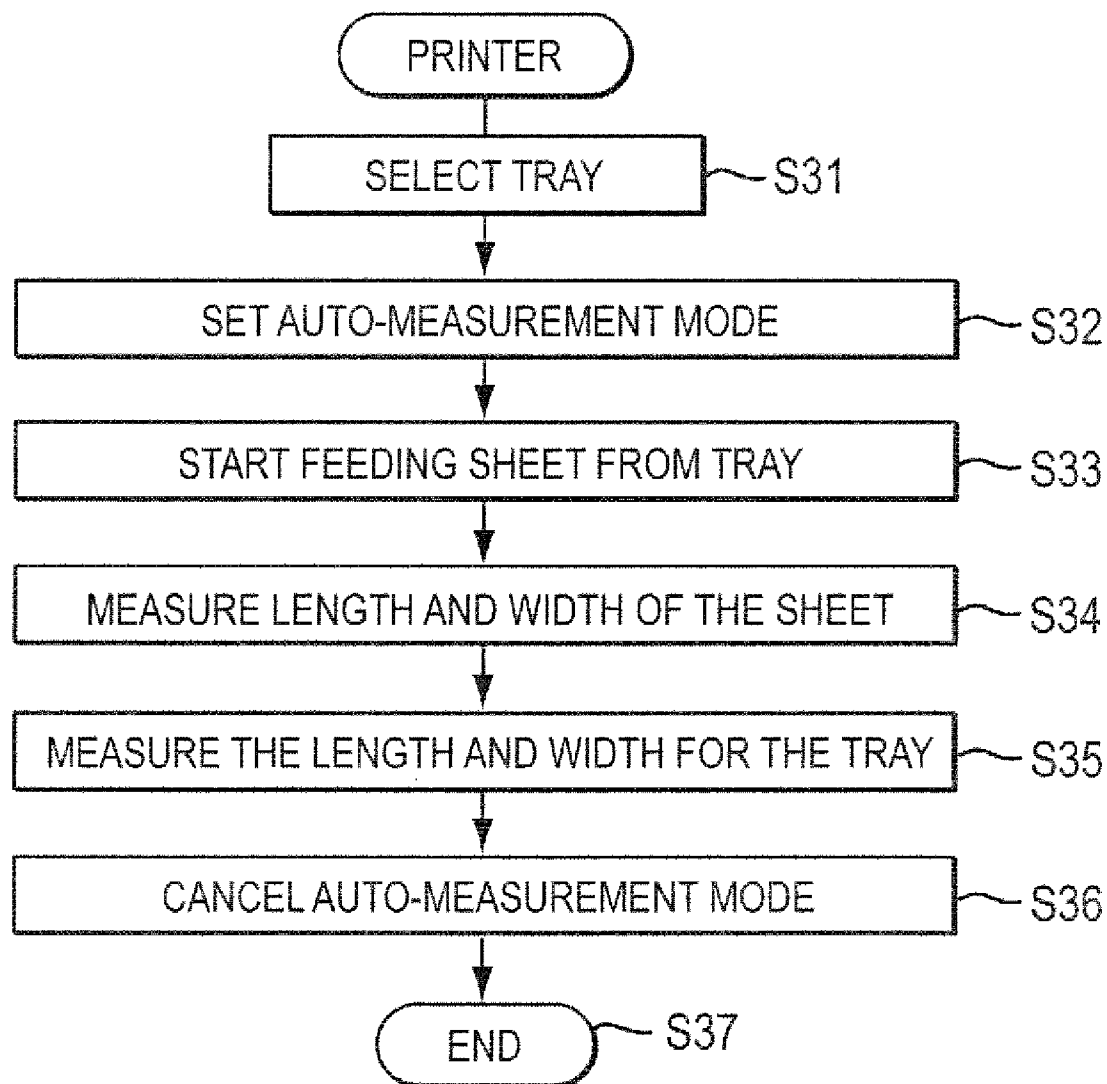 PRINTER
SELECT TRAY
S31
SET AUTO-MEASUREMENT MODE
S32
START FEEDING SHEET FROM TRAY
S33
MEASURE LENGTH AND WIDTH OF THE SHEET
S34
MEASURE THE LENGTH AND WIDTH FOR THE TRAY
S35
CANCEL AUTO-MEASUREMENT MODE
S36
END
S37